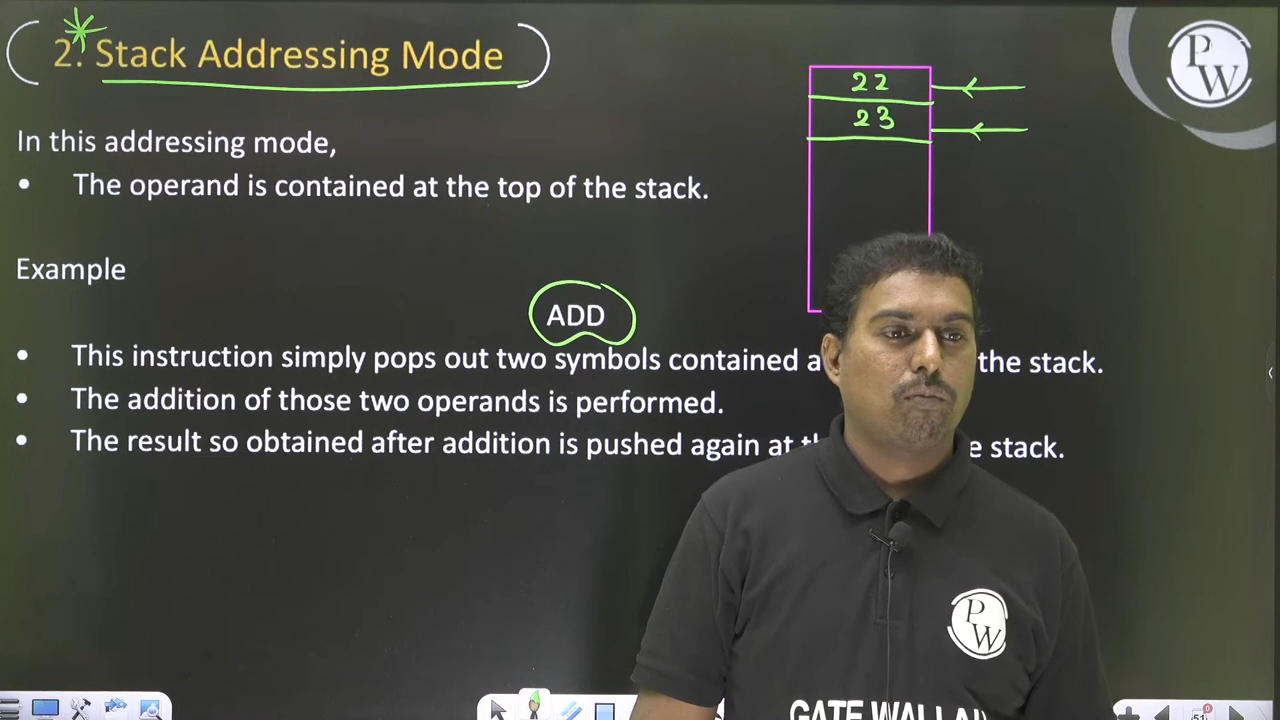 2. Stack Addressing Mode
22
23
In this addressing mode,
• The operand is contained at the top of the stack.
Example
ADD
• This instruction simply pops out two symbols contained a the stack.
• The addition of those two operands is performed.
• The result so obtained after addition is pushed again at e stack.
PW
PW
GATE WALLAH
51
0